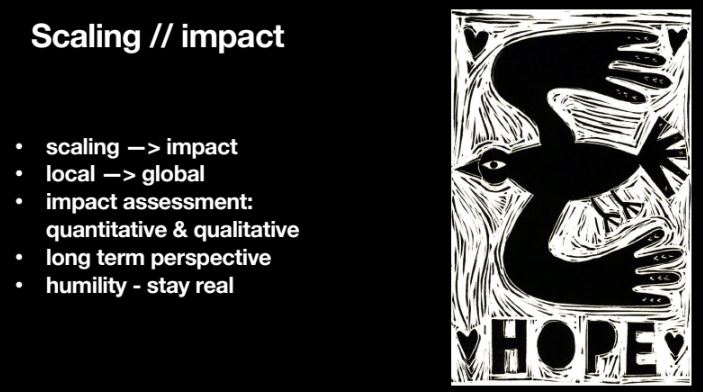 Scaling // impact
• scaling —> impact
• local —> global
• impact assessment:
quantitative & qualitative
• long term perspective
• humility - stay real
HOPE